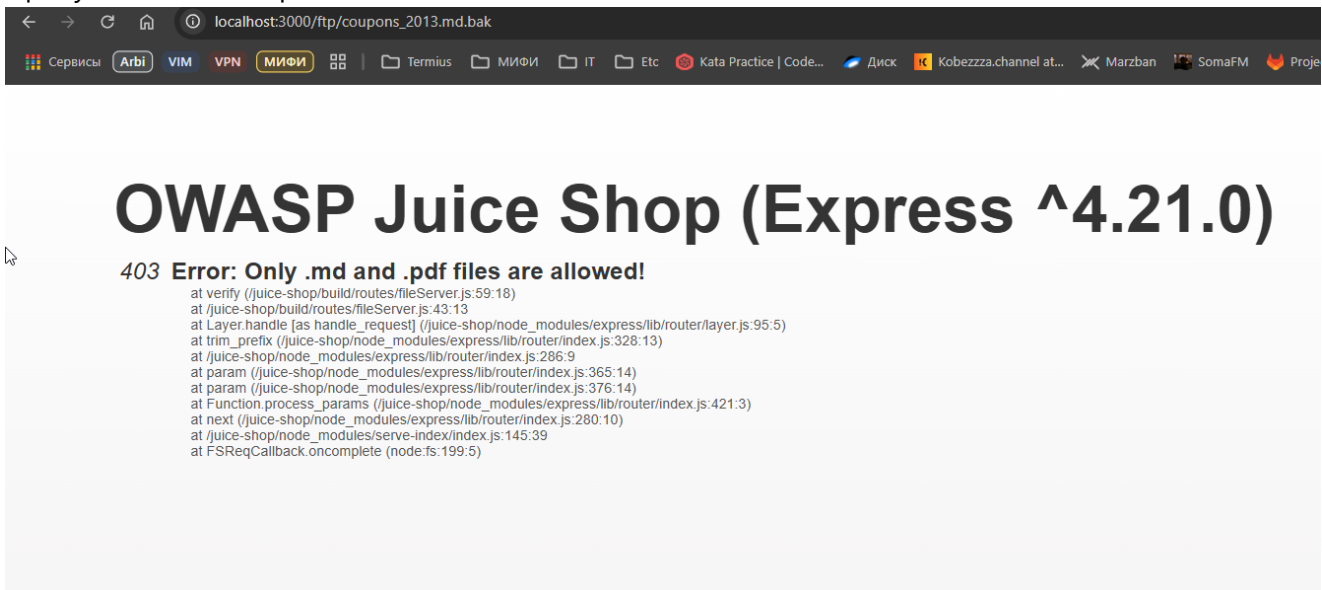 localhost:3000/ftp/coupons_2013.md.bak
Сервисы Arbi VIM VPN МИФИ Termius МИФИ IT Etc Kata Practice | Code... Диск Kobezzza.channel at... Marzban SomaFM Proje
OWASP Juice Shop (Express ^4.21.0)
403 Error: Only .md and .pdf files are allowed!
at verify (/juice-shop/build/routes/fileServer.js:59:18)
at /juice-shop/build/routes/fileServer.js:43:13
at Layer.handle [as handle_request] (/juice-shop/node_modules/express/lib/router/layer.js:95:5)
at trim_prefix (/juice-shop/node_modules/express/lib/router/index.js:328:13)
at /juice-shop/node_modules/express/lib/router/index.js:286:9
at param (/juice-shop/node_modules/express/lib/router/index.js:365:14)
at param (/juice-shop/node_modules/express/lib/router/index.js:376:14)
at Function.process_params (/juice-shop/node_modules/express/lib/router/index.js:421:3)
at next (/juice-shop/node_modules/express/lib/router/index.js:280:10)
at /juice-shop/node_modules/serve-index/index.js:145:39
at FSReqCallback.oncomplete (node:fs:199:5)